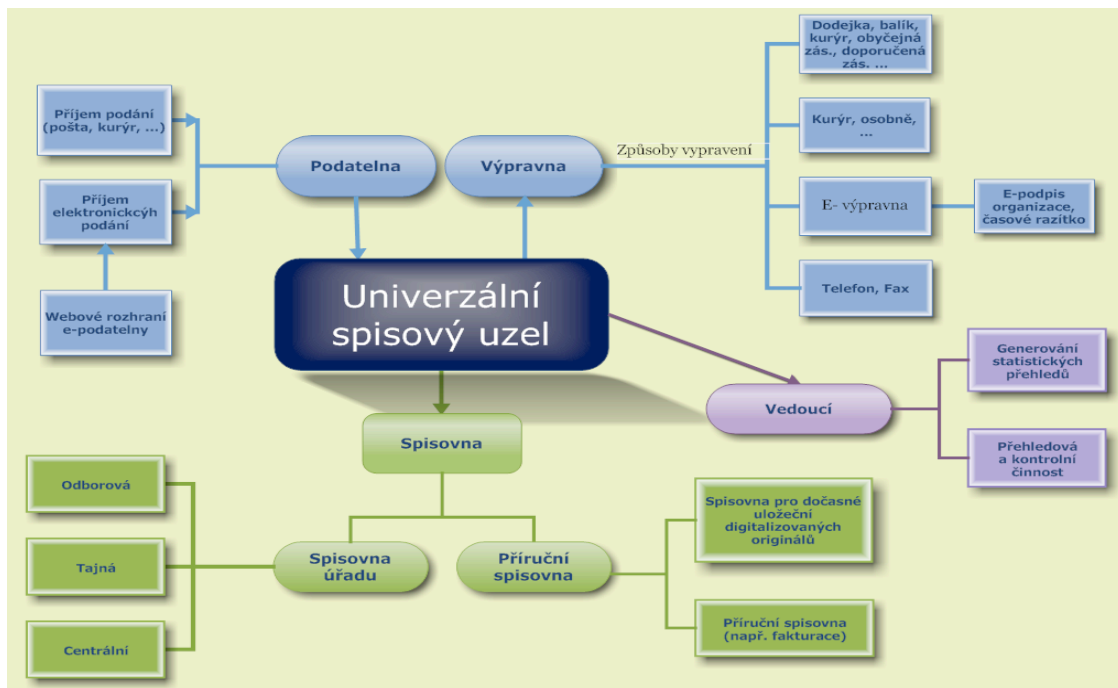 Dodejka, balík,
kurýr, obyčejná
zás., doporučená
zás. ...
Příjem podání
(pošta, kurýr, ...)
Kurýr, osobně,
...
Podatelna
Výpravna
Způsoby vypravení
Příjem
elektronickcýh
podání
E- výpravna
E-podpis
organizace,
časové razítko
Univerzální
spisový uzel
Webové rozhraní
e-podatelny
Telefon, Fax
Generování
statistických
přehledů
Vedoucí
Spisovna
Přehledová
a kontrolní
činnost
Odborová
Spisovna pro dočasné
uložeční
digitalizovaných
originálů
Tajná
Spisovna
úřadu
Příruční
spisovna
Centrální
Příruční spisovna
(např. fakturace)